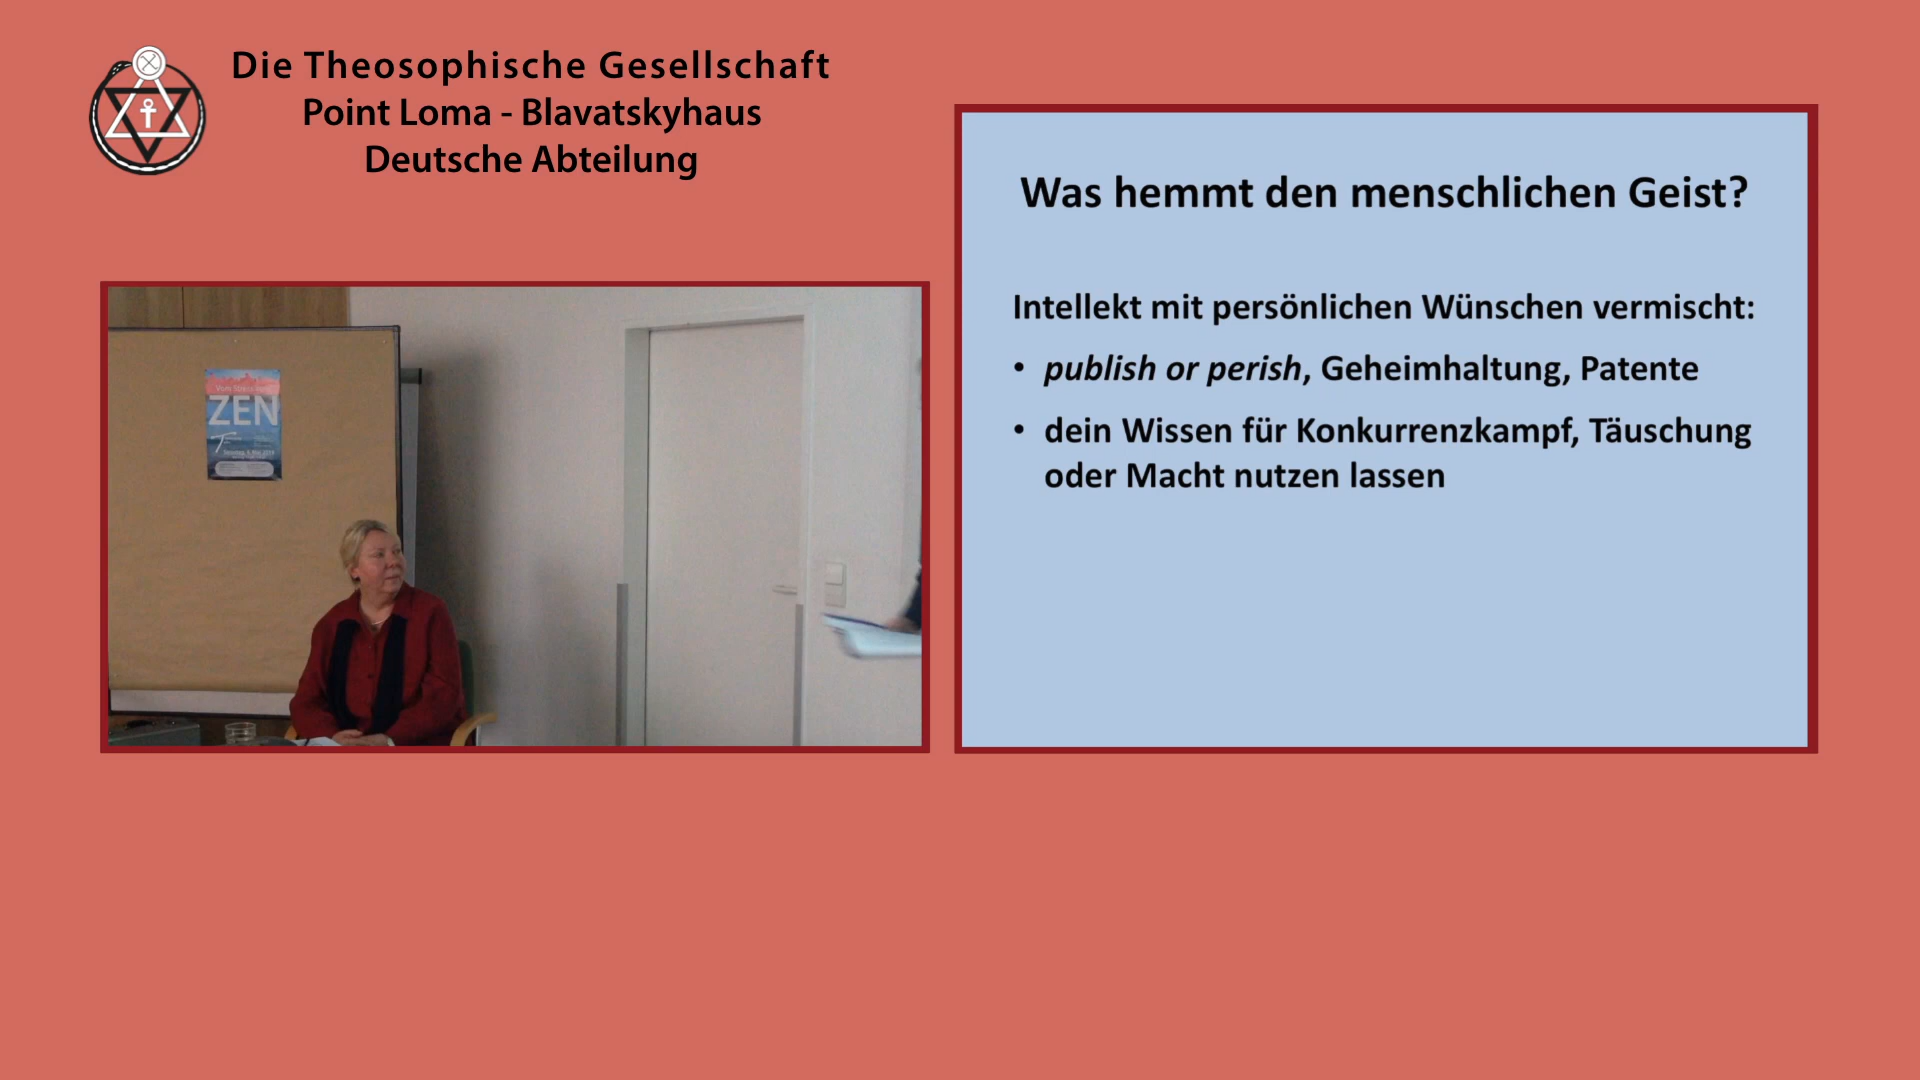 Die Theosophische Gesellschaft
Point Loma - Blavatskyhaus
Deutsche Abteilung
Was hemmt den menschlichen Geist?
Intellekt mit persönlichen Wünschen vermischt:
• publish or perish, Geheimhaltung, Patente
• dein Wissen für Konkurrenzkampf, Täuschung
oder Macht nutzen lassen
ZEN